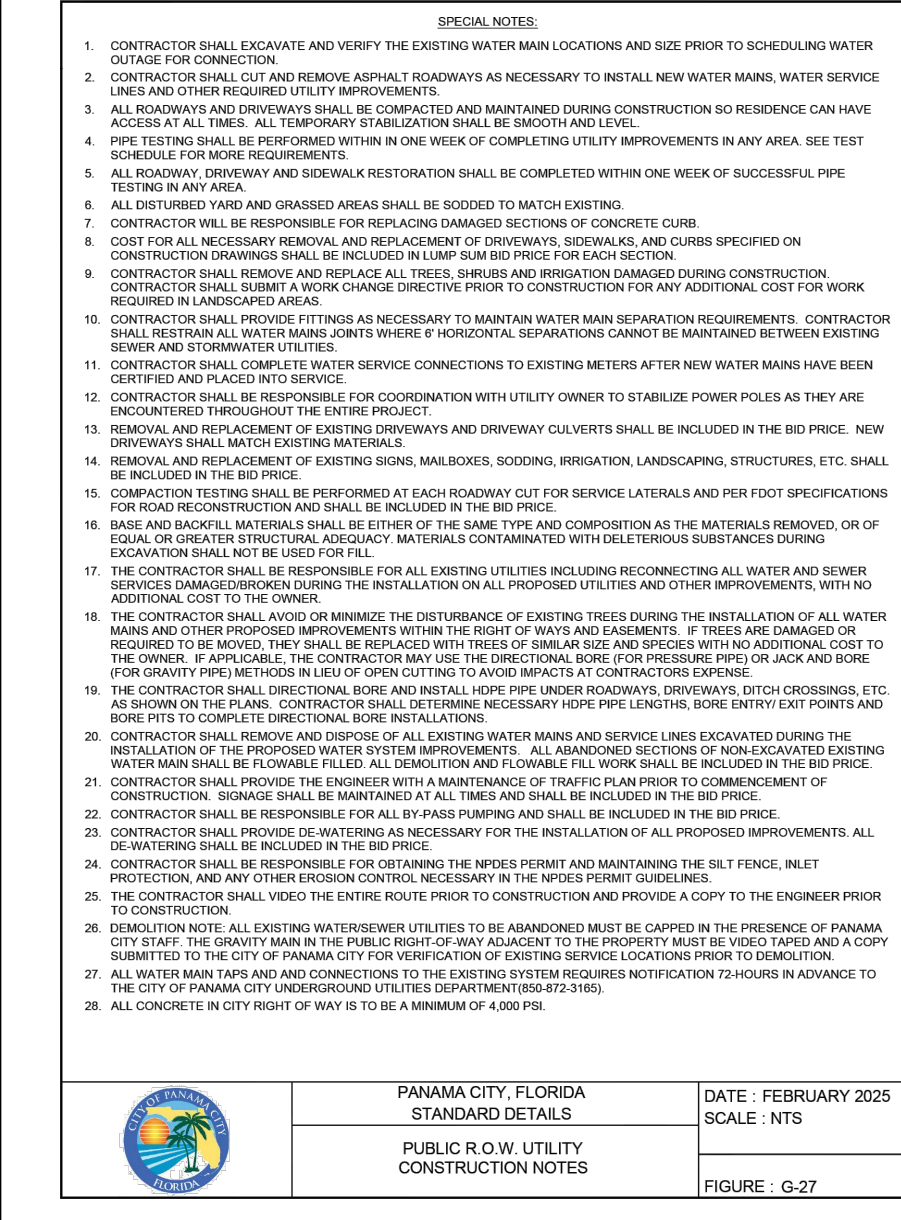 SPECIAL NOTES:
1. CONTRACTOR SHALL EXCAVATE AND VERIFY THE EXISTING WATER MAIN LOCATIONS AND SIZE PRIOR TO SCHEDULING WATER
OUTAGE FOR CONNECTION.
2. CONTRACTOR SHALL CUT AND REMOVE ASPHALT ROADWAYS AS NECESSARY TO INSTALL NEW WATER MAINS, WATER SERVICE
LINES AND OTHER REQUIRED UTILITY IMPROVEMENTS.
3. ALL ROADWAYS AND DRIVEWAYS SHALL BE COMPACTED AND MAINTAINED DURING CONSTRUCTION SO RESIDENCE CAN HAVE
ACCESS AT ALL TIMES. ALL TEMPORARY STABILIZATION SHALL BE SMOOTH AND LEVEL.
4. PIPE TESTING SHALL BE PERFORMED WITHIN IN ONE WEEK OF COMPLETING UTILITY IMPROVEMENTS IN ANY AREA. SEE TEST
SCHEDULE FOR MORE REQUIREMENTS.
5. ALL ROADWAY, DRIVEWAY AND SIDEWALK RESTORATION SHALL BE COMPLETED WITHIN ONE WEEK OF SUCCESSFUL PIPE
TESTING IN ANY AREA.
6. ALL DISTURBED YARD AND GRASSED AREAS SHALL BE SODDED TO MATCH EXISTING.
7. CONTRACTOR WILL BE RESPONSIBLE FOR REPLACING DAMAGED SECTIONS OF CONCRETE CURB.
8. COST FOR ALL NECESSARY REMOVAL AND REPLACEMENT OF DRIVEWAYS, SIDEWALKS, AND CURBS SPECIFIED ON
CONSTRUCTION DRAWINGS SHALL BE INCLUDED IN LUMP SUM BID PRICE FOR EACH SECTION.
9. CONTRACTOR SHALL REMOVE AND REPLACE ALL TREES, SHRUBS AND IRRIGATION DAMAGED DURING CONSTRUCTION.
CONTRACTOR SHALL SUBMIT A WORK CHANGE DIRECTIVE PRIOR TO CONSTRUCTION FOR ANY ADDITIONAL COST FOR WORK
REQUIRED IN LANDSCAPED AREAS.
10. CONTRACTOR SHALL PROVIDE FITTINGS AS NECESSARY TO MAINTAIN WATER MAIN SEPARATION REQUIREMENTS. CONTRACTOR
SHALL RESTRAIN ALL WATER MAINS JOINTS WHERE 6' HORIZONTAL SEPARATIONS CANNOT BE MAINTAINED BETWEEN EXISTING
SEWER AND STORMWATER UTILITIES.
11. CONTRACTOR SHALL COMPLETE WATER SERVICE CONNECTIONS TO EXISTING METERS AFTER NEW WATER MAINS HAVE BEEN
CERTIFIED AND PLACED INTO SERVICE.
12. CONTRACTOR SHALL BE RESPONSIBLE FOR COORDINATION WITH UTILITY OWNER TO STABILIZE POWER POLES AS THEY ARE
ENCOUNTERED THROUGHOUT THE ENTIRE PROJECT.
13. REMOVAL AND REPLACEMENT OF EXISTING DRIVEWAYS AND DRIVEWAY CULVERTS SHALL BE INCLUDED IN THE BID PRICE. NEW
DRIVEWAYS SHALL MATCH EXISTING MATERIALS.
14. REMOVAL AND REPLACEMENT OF EXISTING SIGNS, MAILBOXES, SODDING, IRRIGATION, LANDSCAPING, STRUCTURES, ETC. SHALL
BE INCLUDED IN THE BID PRICE.
15. COMPACTION TESTING SHALL BE PERFORMED AT EACH ROADWAY CUT FOR SERVICE LATERALS AND PER FDOT SPECIFICATIONS
FOR ROAD RECONSTRUCTION AND SHALL BE INCLUDED IN THE BID PRICE.
16. BASE AND BACKFILL MATERIALS SHALL BE EITHER OF THE SAME TYPE AND COMPOSITION AS THE MATERIALS REMOVED, OR OF
EQUAL OR GREATER STRUCTURAL ADEQUACY. MATERIALS CONTAMINATED WITH DELETERIOUS SUBSTANCES DURING
EXCAVATION SHALL NOT BE USED FOR FILL.
17. THE CONTRACTOR SHALL BE RESPONSIBLE FOR ALL EXISTING UTILITIES INCLUDING RECONNECTING ALL WATER AND SEWER
SERVICES DAMAGED/BROKEN DURING THE INSTALLATION ON ALL PROPOSED UTILITIES AND OTHER IMPROVEMENTS, WITH NO
ADDITIONAL COST TO THE OWNER.
18. THE CONTRACTOR SHALL AVOID OR MINIMIZE THE DISTURBANCE OF EXISTING TREES DURING THE INSTALLATION OF ALL WATER
MAINS AND OTHER PROPOSED IMPROVEMENTS WITHIN THE RIGHT OF WAYS AND EASEMENTS. IF TREES ARE DAMAGED OR
REQUIRED TO BE MOVED, THEY SHALL BE REPLACED WITH TREES OF SIMILAR SIZE AND SPECIES WITH NO ADDITIONAL COST TO
THE OWNER. IF APPLICABLE, THE CONTRACTOR MAY USE THE DIRECTIONAL BORE (FOR PRESSURE PIPE) OR JACK AND BORE
(FOR GRAVITY PIPE) METHODS IN LIEU OF OPEN CUTTING TO AVOID IMPACTS AT CONTRACTORS EXPENSE.
19. THE CONTRACTOR SHALL DIRECTIONAL BORE AND INSTALL HDPE PIPE UNDER ROADWAYS, DRIVEWAYS, DITCH CROSSINGS, ETC.
AS SHOWN ON THE PLANS. CONTRACTOR SHALL DETERMINE NECESSARY HDPE PIPE LENGTHS, BORE ENTRY/ EXIT POINTS AND
BORE PITS TO COMPLETE DIRECTIONAL BORE INSTALLATIONS.
20. CONTRACTOR SHALL REMOVE AND DISPOSE OF ALL EXISTING WATER MAINS AND SERVICE LINES EXCAVATED DURING THE
INSTALLATION OF THE PROPOSED WATER SYSTEM IMPROVEMENTS. ALL ABANDONED SECTIONS OF NON-EXCAVATED EXISTING
WATER MAIN SHALL BE FLOWABLE FILLED. ALL DEMOLITION AND FLOWABLE FILL WORK SHALL BE INCLUDED IN THE BID PRICE.
21. CONTRACTOR SHALL PROVIDE THE ENGINEER WITH A MAINTENANCE OF TRAFFIC PLAN PRIOR TO COMMENCEMENT OF
CONSTRUCTION. SIGNAGE SHALL BE MAINTAINED AT ALL TIMES AND SHALL BE INCLUDED IN THE BID PRICE.
22. CONTRACTOR SHALL BE RESPONSIBLE FOR ALL BY-PASS PUMPING AND SHALL BE INCLUDED IN THE BID PRICE.
23. CONTRACTOR SHALL PROVIDE DE-WATERING AS NECESSARY FOR THE INSTALLATION OF ALL PROPOSED IMPROVEMENTS. ALL
DE-WATERING SHALL BE INCLUDED IN THE BID PRICE.
24. CONTRACTOR SHALL BE RESPONSIBLE FOR OBTAINING THE NPDES PERMIT AND MAINTAINING THE SILT FENCE, INLET
PROTECTION, AND ANY OTHER EROSION CONTROL NECESSARY IN THE NPDES PERMIT GUIDELINES.
25. THE CONTRACTOR SHALL VIDEO THE ENTIRE ROUTE PRIOR TO CONSTRUCTION AND PROVIDE A COPY TO THE ENGINEER PRIOR
TO CONSTRUCTION.
26. DEMOLITION NOTE: ALL EXISTING WATER/SEWER UTILITIES TO BE ABANDONED MUST BE CAPPED IN THE PRESENCE OF PANAMA
CITY STAFF. THE GRAVITY MAIN IN THE PUBLIC RIGHT-OF-WAY ADJACENT TO THE PROPERTY MUST BE VIDEO TAPED AND A COPY
SUBMITTED TO THE CITY OF PANAMA CITY FOR VERIFICATION OF EXISTING SERVICE LOCATIONS PRIOR TO DEMOLITION.
27. ALL WATER MAIN TAPS AND AND CONNECTIONS TO THE EXISTING SYSTEM REQUIRES NOTIFICATION 72-HOURS IN ADVANCE TO
THE CITY OF PANAMA CITY UNDERGROUND UTILITIES DEPARTMENT(850-872-3165).
28. ALL CONCRETE IN CITY RIGHT OF WAY IS TO BE A MINIMUM OF 4,000 PSI.
CITY OF PANAMA CITY
FLORIDA
PANAMA CITY, FLORIDA
STANDARD DETAILS
PUBLIC R.O.W. UTILITY
CONSTRUCTION NOTES
DATE : FEBRUARY 2025
SCALE : NTS
FIGURE : G-27